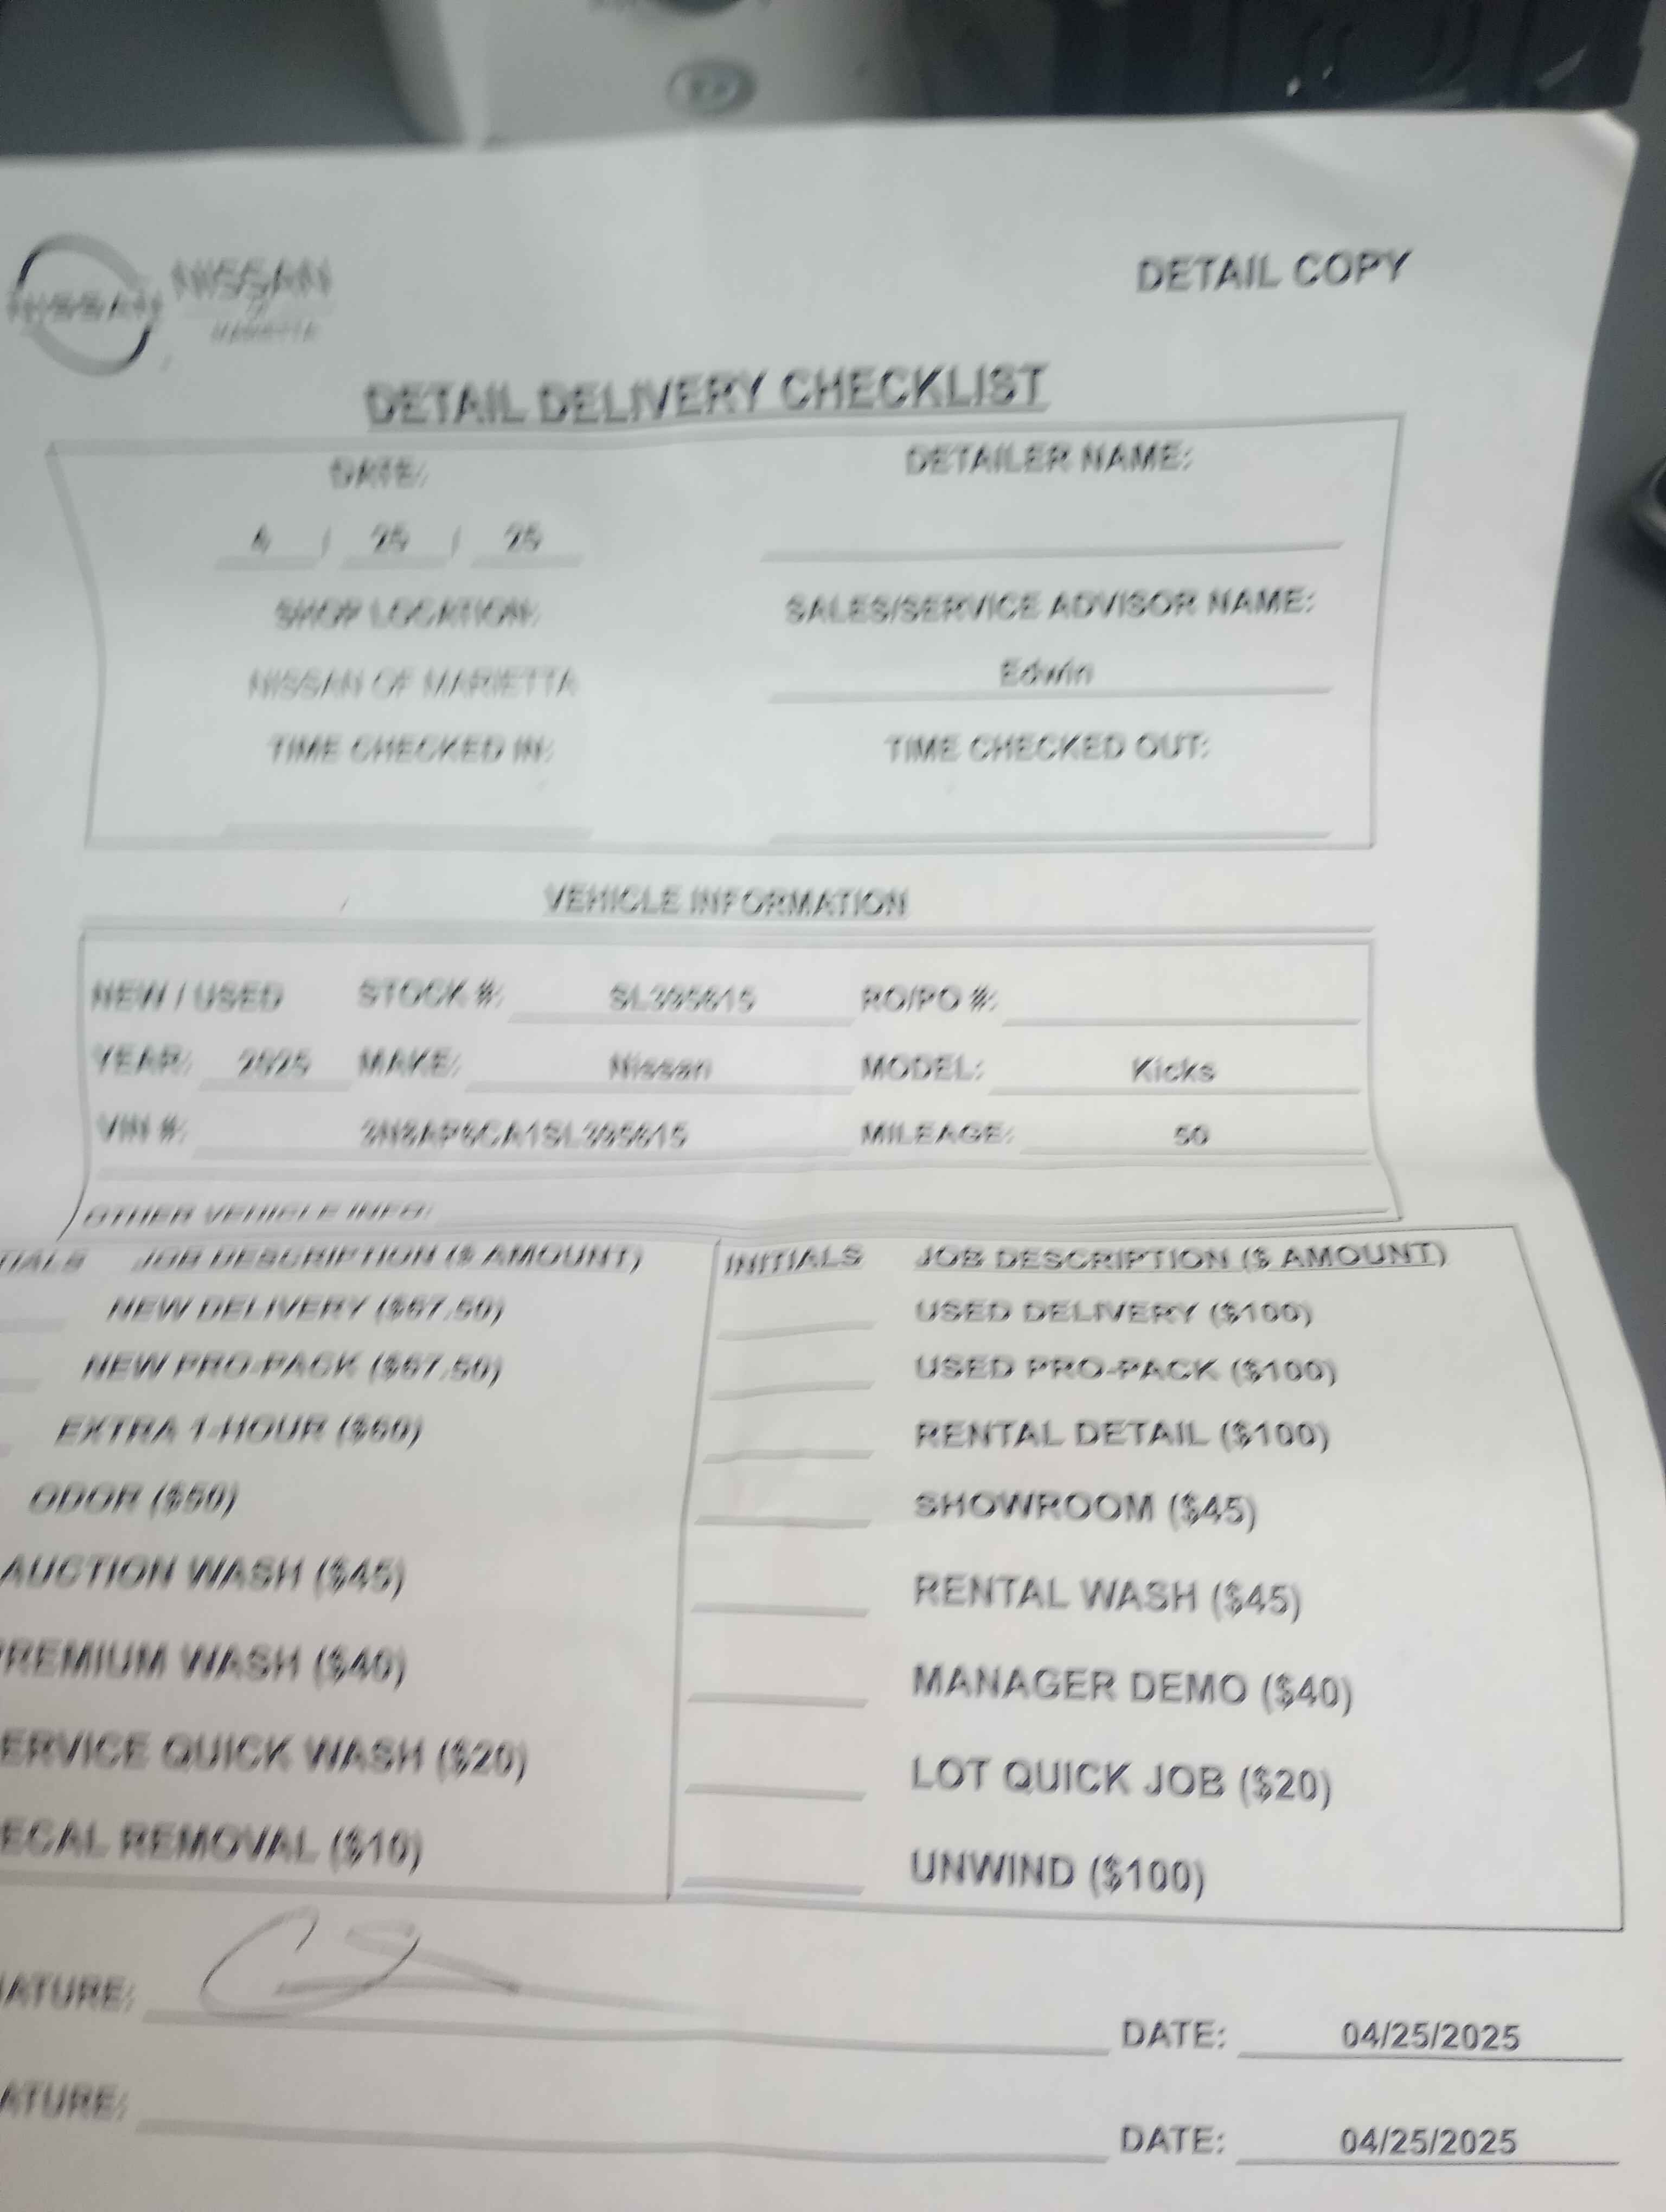 NISSAN
NISSAN
OF
MARIETTA
DETAIL COPY
DETAIL DELIVERY CHECKLIST
DATE: DETAILER NAME:
4 / 25 / 25
SHOP LOCATION: SALES/SERVICE ADVISOR NAME:
NISSAN OF MARIETTA Edwin
TIME CHECKED IN: TIME CHECKED OUT:
VEHICLE INFORMATION
NEW / USED STOCK #: RO/PO #:
YEAR: 2025 MAKE: Nissan MODEL: Kicks
VIN #: MILEAGE: 50
OTHER VEHICLE INFO:
TIALS JOB DESCRIPTION ($ AMOUNT) INITIALS JOB DESCRIPTION ($ AMOUNT)
NEW DELIVERY ($67.50) USED DELIVERY ($100)
NEW PRO-PACK ($67.50) USED PRO-PACK ($100)
EXTRA 1-HOUR ($60) RENTAL DETAIL ($100)
ODOR ($50) SHOWROOM ($45)
AUCTION WASH ($45) RENTAL WASH ($45)
REMIUM WASH ($40) MANAGER DEMO ($40)
ERVICE QUICK WASH ($20) LOT QUICK JOB ($20)
ECAL REMOVAL ($10) UNWIND ($100)
ATURE: DATE: 04/25/2025
ATURE: DATE: 04/25/2025